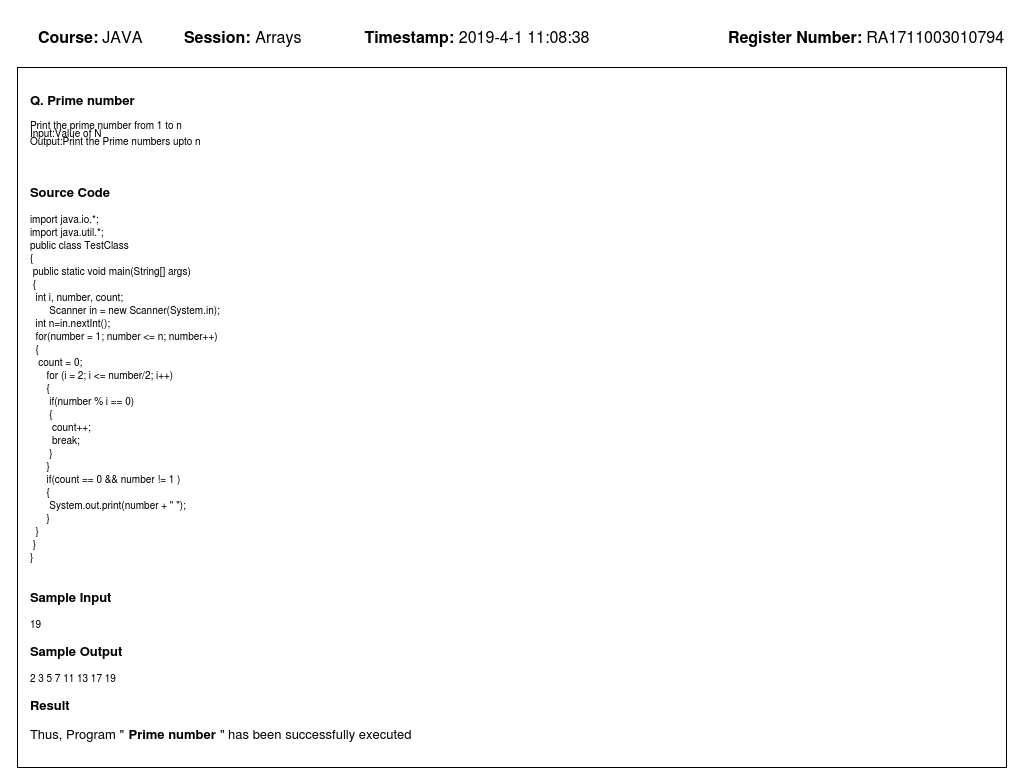 Course: JAVA Session: Arrays Timestamp: 2019-4-1 11:08:38 Register Number: RA1711003010794
Q. Prime number
Print the prime number from 1 to n
Input:Value of N
Output:Print the Prime numbers upto n
Source Code
import java.io.*;
import java.util.*;
public class TestClass
{
public static void main(String[] args)
{
int i, number, count;
Scanner in = new Scanner(System.in);
int n=in.nextInt();
for(number = 1; number <= n; number++)
{
count = 0;
for (i = 2; i <= number/2; i++)
{
if(number % i == 0)
{
count++;
break;
}
}
if(count == 0 && number != 1 )
{
System.out.print(number + " ");
}
}
}
}
Sample Input
19
Sample Output
2 3 5 7 11 13 17 19
Result
Thus, Program " Prime number " has been successfully executed